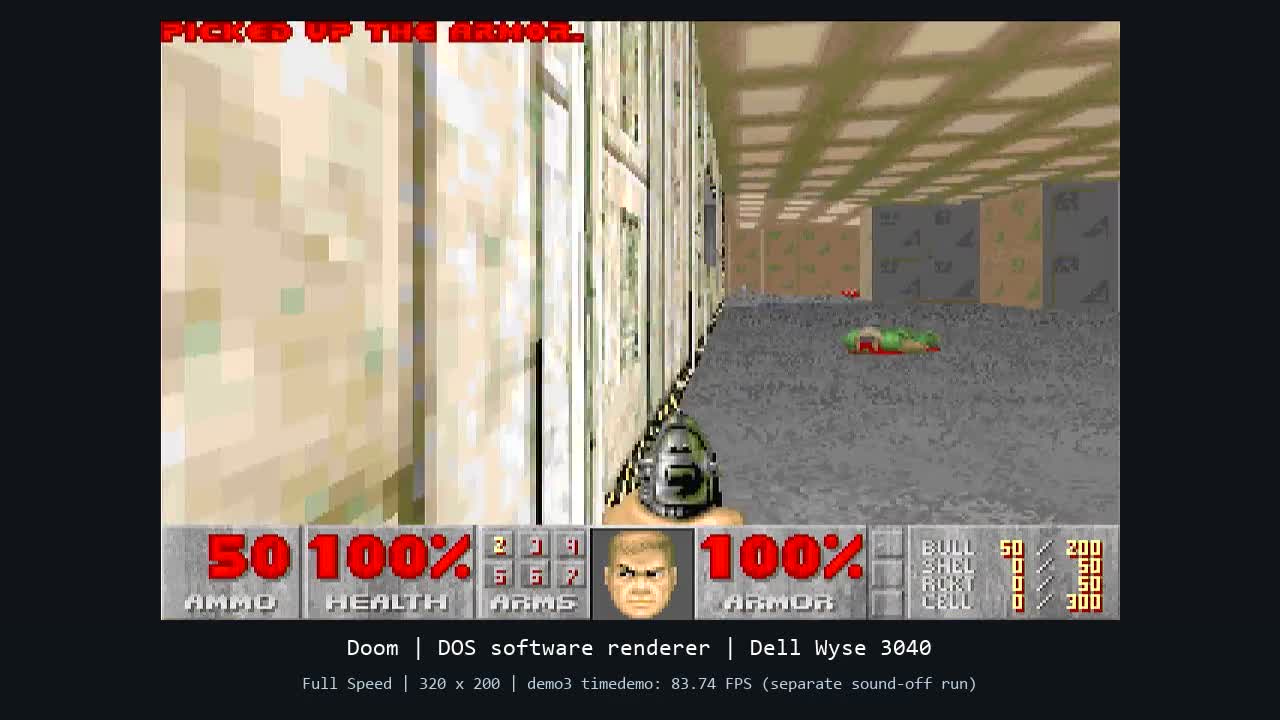 PICKED UP THE ARMOR.
50 100% 2 3 4 100% BULL 50 / 200
SHEL 0 / 50
5 6 7 RCKT 0 / 50
AMMO HEALTH ARMS ARMOR CELL 0 / 300
Doom | DOS software renderer | Dell Wyse 3040
Full Speed | 320 x 200 | demo3 timedemo: 83.74 FPS (separate sound-off run)